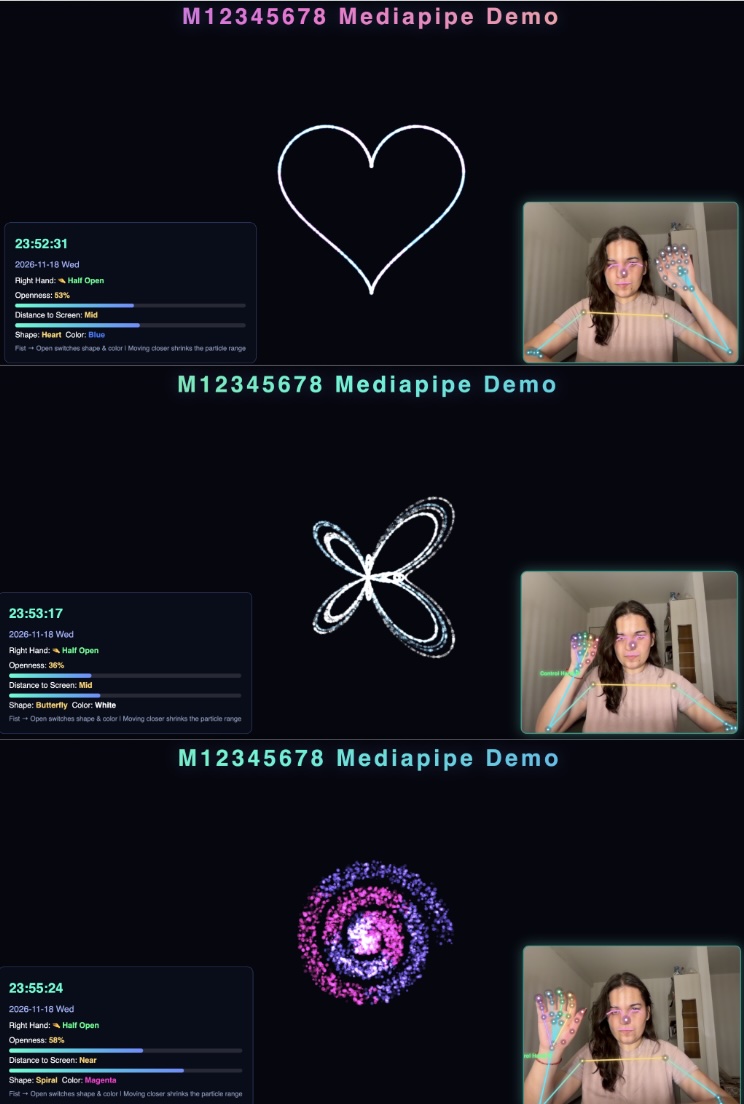 M12345678 Mediapipe Demo
23:52:31
2026-11-18 Wed
Right Hand: Half Open
Openness: 53%
Distance to Screen: Mid
Shape: Heart Color: Blue
Fist → Open switches shape & color | Moving closer shrinks the particle range
M12345678 Mediapipe Demo
23:53:17
2026-11-18 Wed
Right Hand: Half Open
Openness: 36%
Distance to Screen: Mid
Shape: Butterfly Color: White
Fist → Open switches shape & color | Moving closer shrinks the particle range
Control
M12345678 Mediapipe Demo
23:55:24
2026-11-18 Wed
Right Hand: Half Open
Openness: 58%
Distance to Screen: Near
Shape: Spiral Color: Magenta
Fist → Open switches shape & color | Moving closer shrinks the particle range